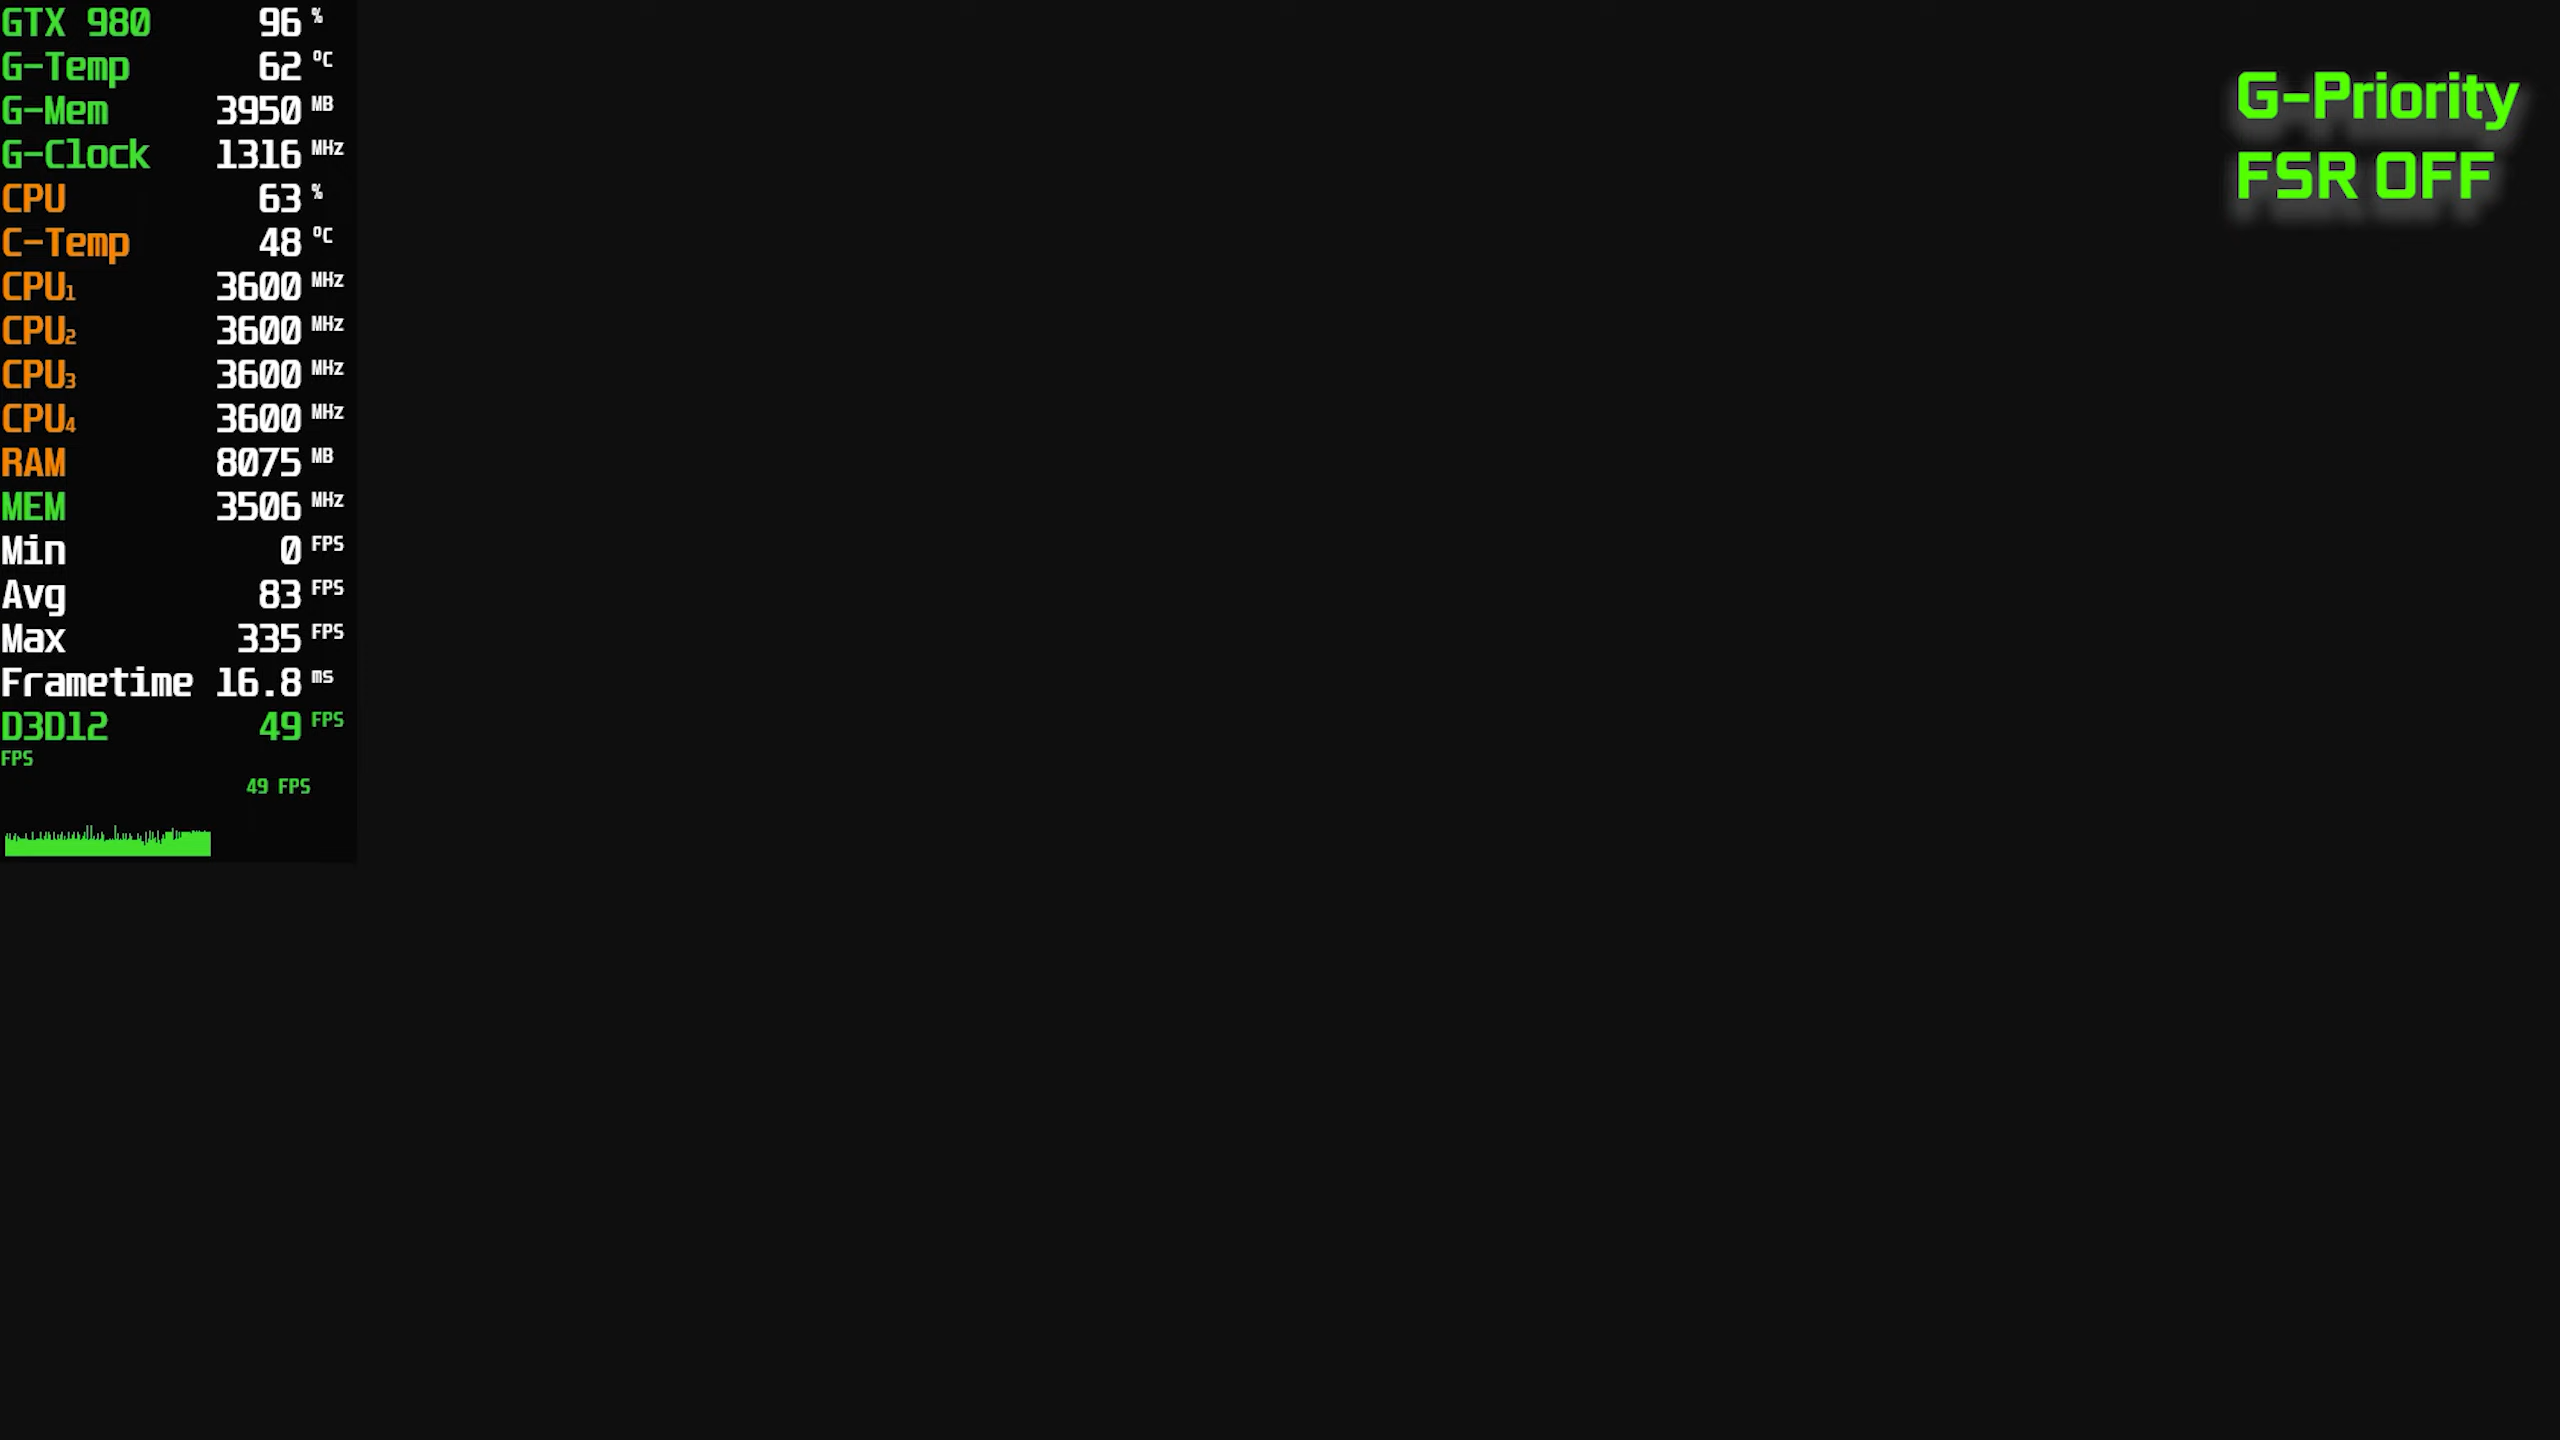 GTX 980 96 %
G-Temp 62 °C
G-Mem 3950 MB
G-Clock 1316 MHz
CPU 63 %
C-Temp 48 °C
CPU1 3600 MHz
CPU2 3600 MHz
CPU3 3600 MHz
CPU4 3600 MHz
RAM 8075 MB
MEM 3506 MHz
Min 0 FPS
Avg 83 FPS
Max 335 FPS
Frametime 16.8 ms
D3D12 49 FPS
FPS
49 FPS
G-Priority
FSR OFF